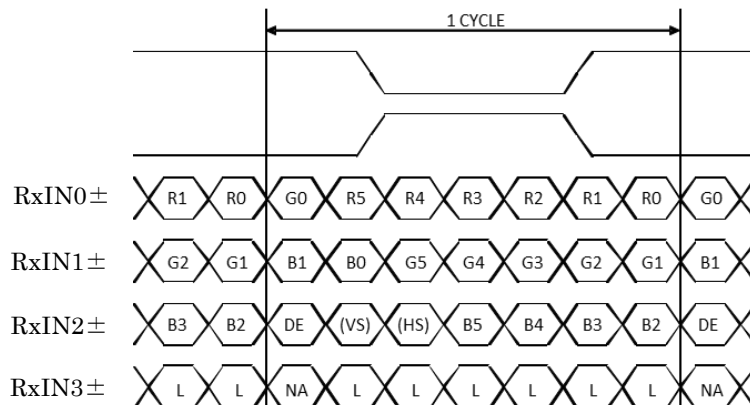 1 CYCLE
RxIN0± R1 R0 G0 R5 R4 R3 R2 R1 R0 G0
RxIN1± G2 G1 B1 B0 G5 G4 G3 G2 G1 B1
RxIN2± B3 B2 DE (VS) (HS) B5 B4 B3 B2 DE
RxIN3± L L NA L L L L L L NA